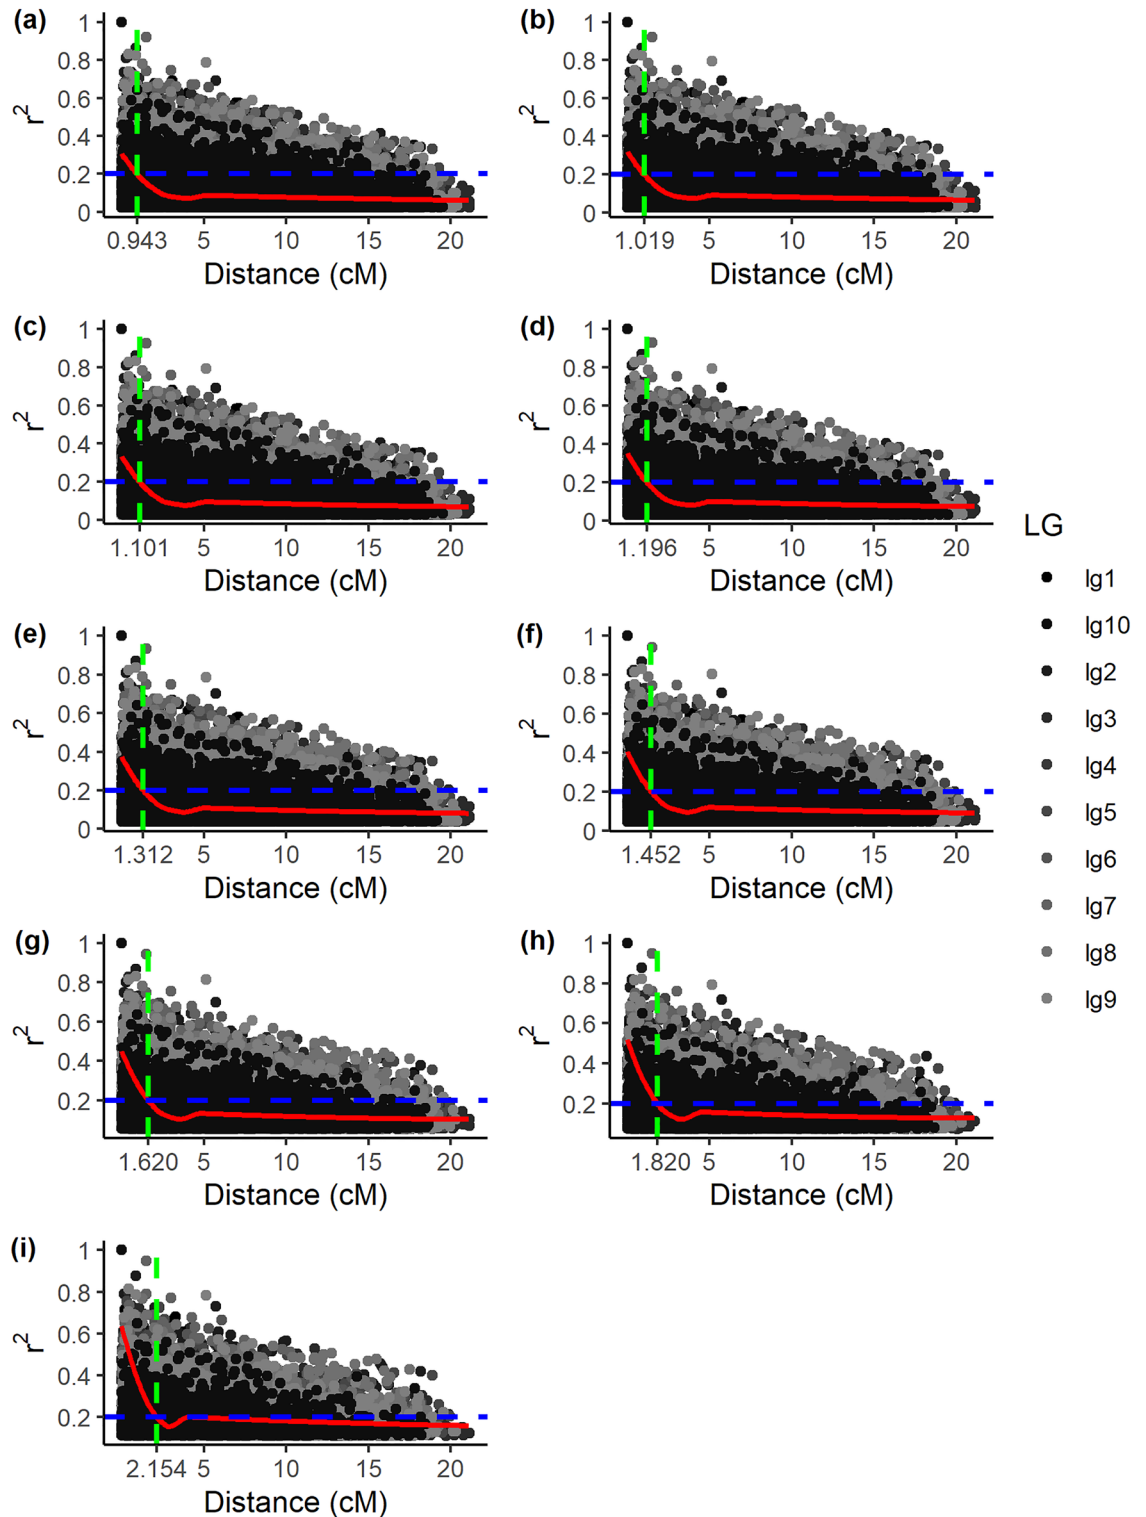 (a)
1
0.8
0.6
0.4
0.2
0
r²
0.943 5 10 15 20
Distance (cM)
(b)
1
0.8
0.6
0.4
0.2
0
r²
1.019 5 10 15 20
Distance (cM)
(c)
1
0.8
0.6
0.4
0.2
0
r²
1.101 5 10 15 20
Distance (cM)
(d)
1
0.8
0.6
0.4
0.2
0
r²
1.196 5 10 15 20
Distance (cM)
(e)
1
0.8
0.6
0.4
0.2
0
r²
1.312 5 10 15 20
Distance (cM)
(f)
1
0.8
0.6
0.4
0.2
0
r²
1.452 5 10 15 20
Distance (cM)
(g)
1
0.8
0.6
0.4
0.2
r²
1.620 5 10 15 20
Distance (cM)
(h)
1
0.8
0.6
0.4
0.2
r²
1.820 5 10 15 20
Distance (cM)
(i)
1
0.8
0.6
0.4
0.2
r²
2.154 5 10 15 20
Distance (cM)
LG
lg1
lg10
lg2
lg3
lg4
lg5
lg6
lg7
lg8
lg9